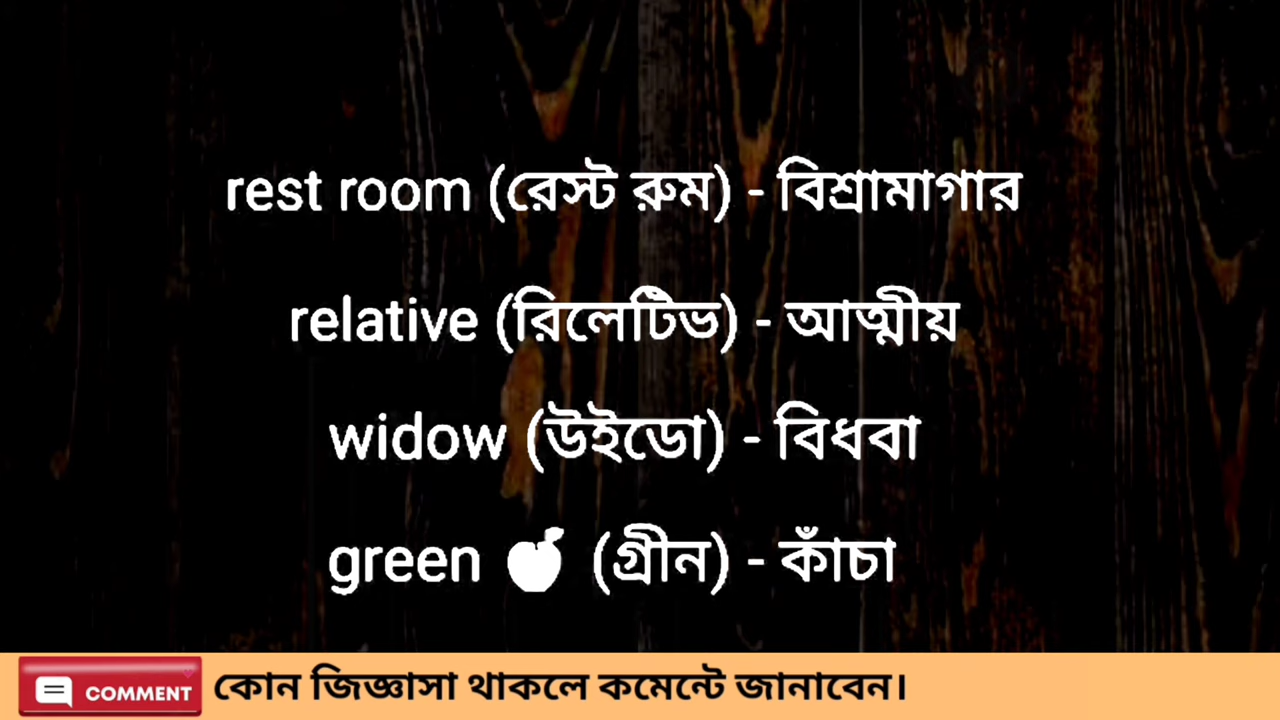 rest room (রেস্ট রুম) - বিশ্রামাগার
relative (রিলেটিভ) - আত্মীয়
widow (উইডো) - বিধবা
green 🍎 (গ্রীন) - কাঁচা
COMMENT কোন জিজ্ঞাসা থাকলে কমেন্টে জানাবেন।